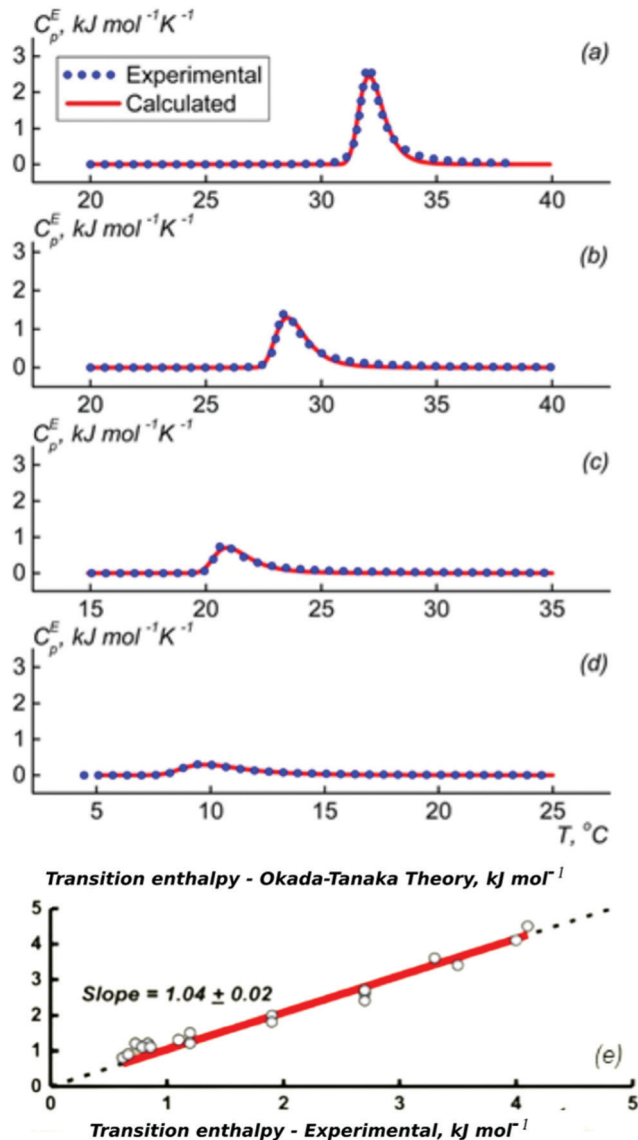 C_p^E, kJ mol⁻¹K⁻¹
(a)
3
Experimental
2
Calculated
1
0
20 25 30 35 40
C_p^E, kJ mol⁻¹K⁻¹
(b)
3
2
1
0
20 25 30 35 40
C_p^E, kJ mol⁻¹K⁻¹
(c)
3
2
1
0
15 20 25 30 35
C_p^E, kJ mol⁻¹K⁻¹
(d)
3
2
1
0
5 10 15 20 25
T, °C
Transition enthalpy - Okada-Tanaka Theory, kJ mol⁻¹
5
4
3
Slope = 1.04 ± 0.02
2
1
(e)
0
0 1 2 3 4 5
Transition enthalpy - Experimental, kJ mol⁻¹